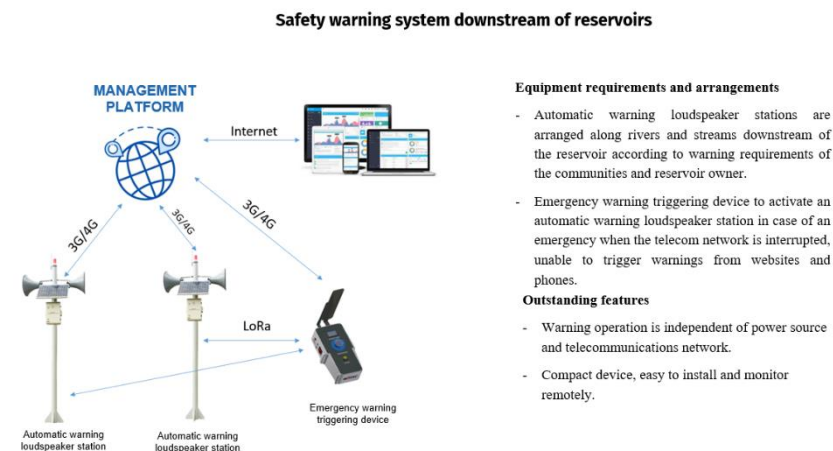 Safety warning system downstream of reservoirs
MANAGEMENT
PLATFORM
Internet
3G/4G
3G/4G
3G/4G
LoRa
Emergency warning
triggering device
Automatic warning
loudspeaker station
Automatic warning
loudspeaker station
Equipment requirements and arrangements
- Automatic warning loudspeaker stations are
arranged along rivers and streams downstream of
the reservoir according to warning requirements of
the communities and reservoir owner.
- Emergency warning triggering device to activate an
automatic warning loudspeaker station in case of an
emergency when the telecom network is interrupted,
unable to trigger warnings from websites and
phones.
Outstanding features
- Warning operation is independent of power source
and telecommunications network.
- Compact device, easy to install and monitor
remotely.